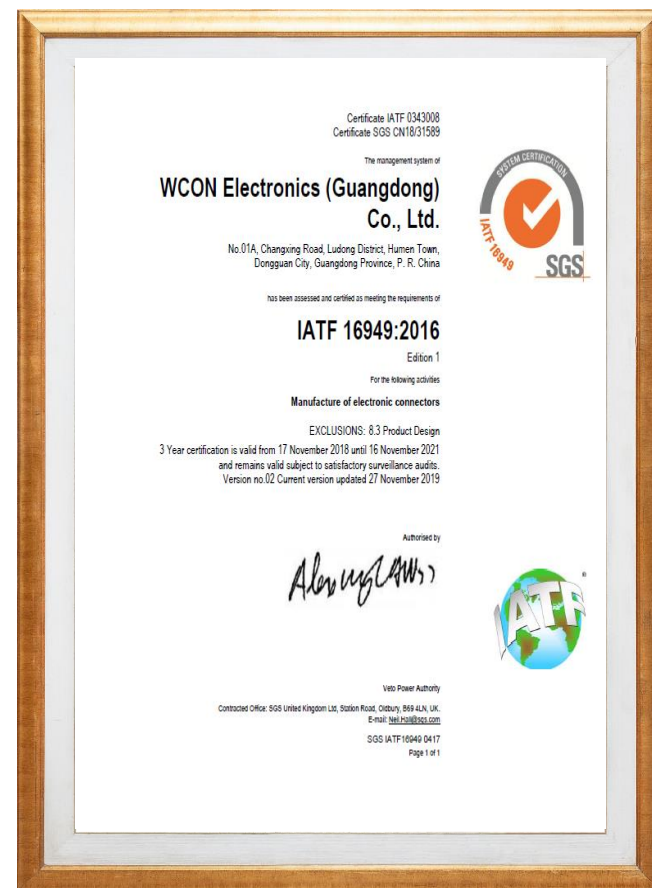 Certificate IATF 0343008
Certificate SGS CN18/31589
The management system of
WCON Electronics (Guangdong)
Co., Ltd.
No.01A, Changxing Road, Ludong District, Humen Town,
Dongguan City, Guangdong Province, P. R. China
has been assessed and certified as meeting the requirements of
IATF 16949:2016
Edition 1
For the following activities
Manufacture of electronic connectors
EXCLUSIONS: 8.3 Product Design
3 Year certification is valid from 17 November 2018 until 16 November 2021
and remains valid subject to satisfactory surveillance audits.
Version no.02 Current version updated 27 November 2019
Authorised by
Veto Power Authority
Contracted Office: SGS United Kingdom Ltd, Station Road, Oldbury, B69 4LN, UK.
E-mail: Neil.Hall@sgs.com
SGS IATF16949 0417
Page 1 of 1
SYSTEM CERTIFICATION
IATF 16949
SGS
IATF
®